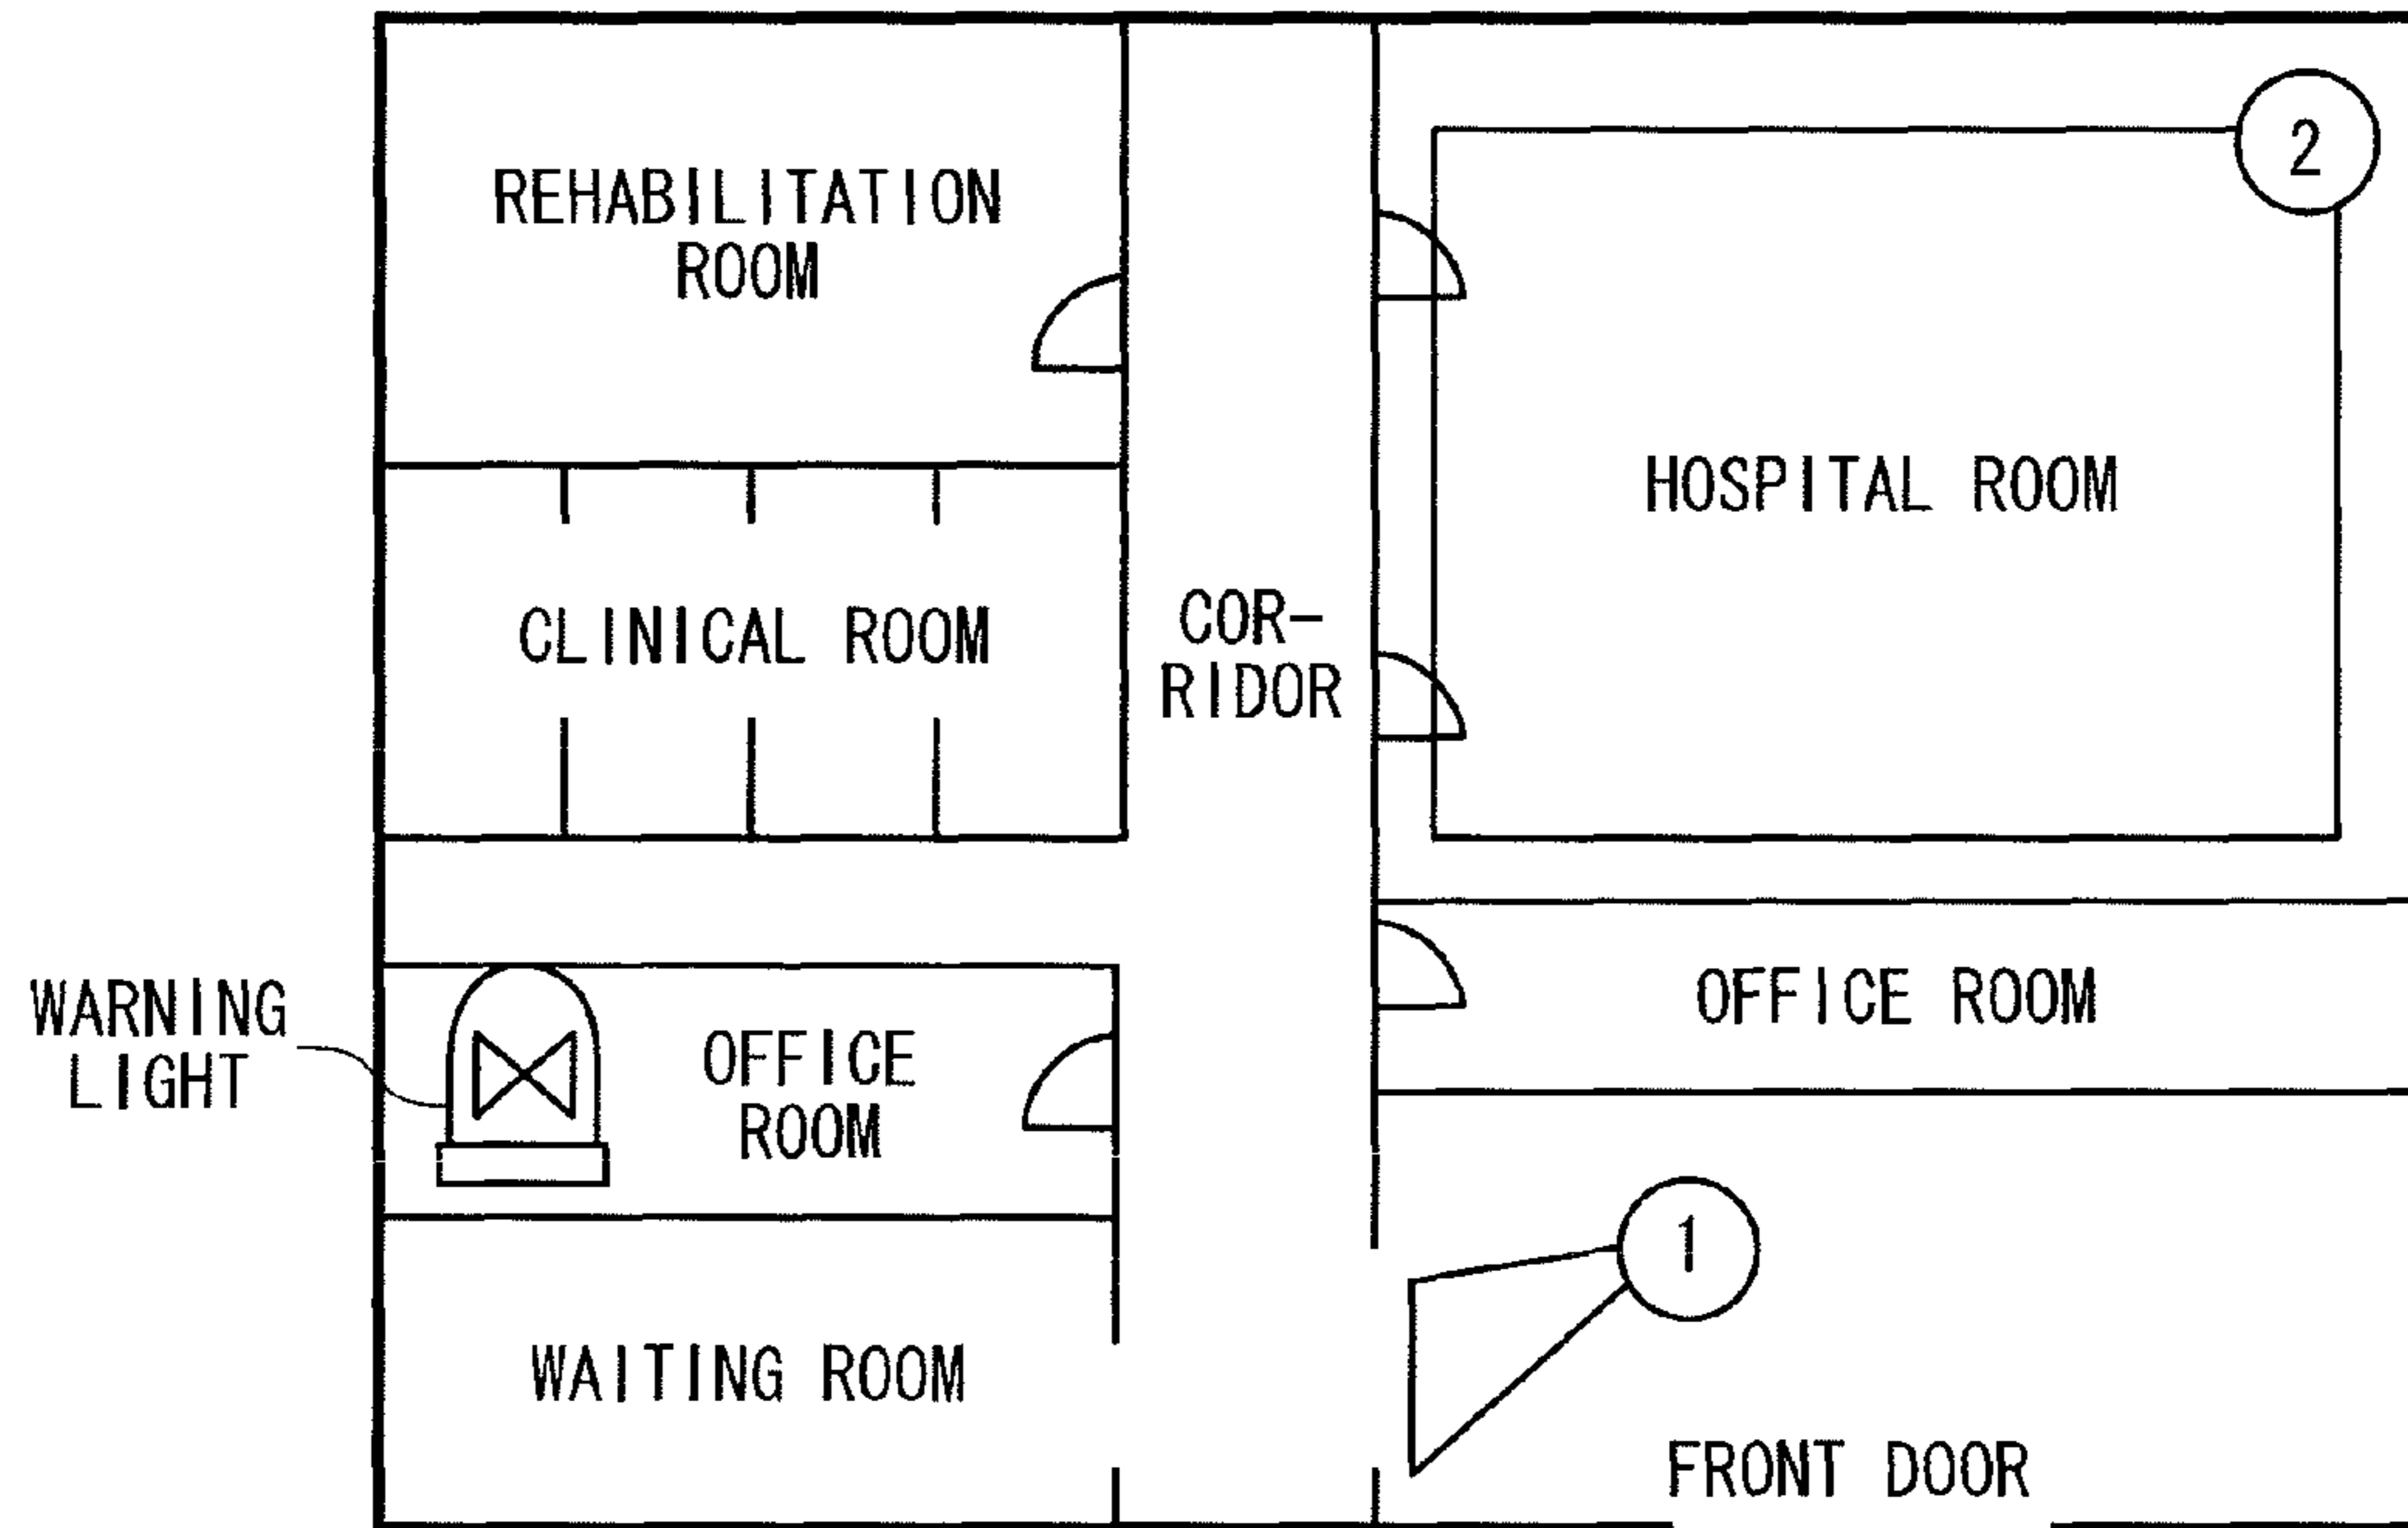 REHABILITATION
ROOM
2
HOSPITAL ROOM
CLINICAL ROOM
COR-
RIDOR
WARNING
LIGHT
OFFICE
ROOM
OFFICE ROOM
1
WAITING ROOM
FRONT DOOR